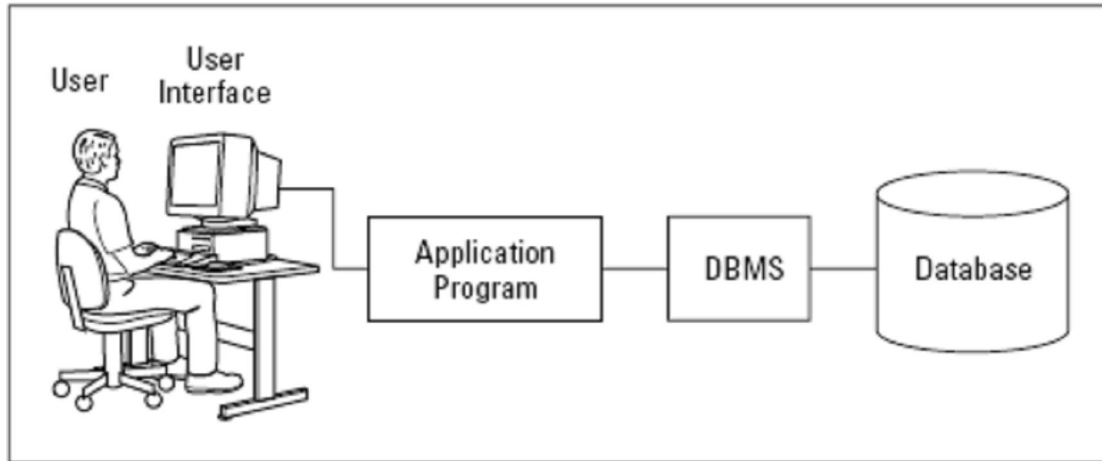 User
User
Interface
Application
Program
DBMS
Database